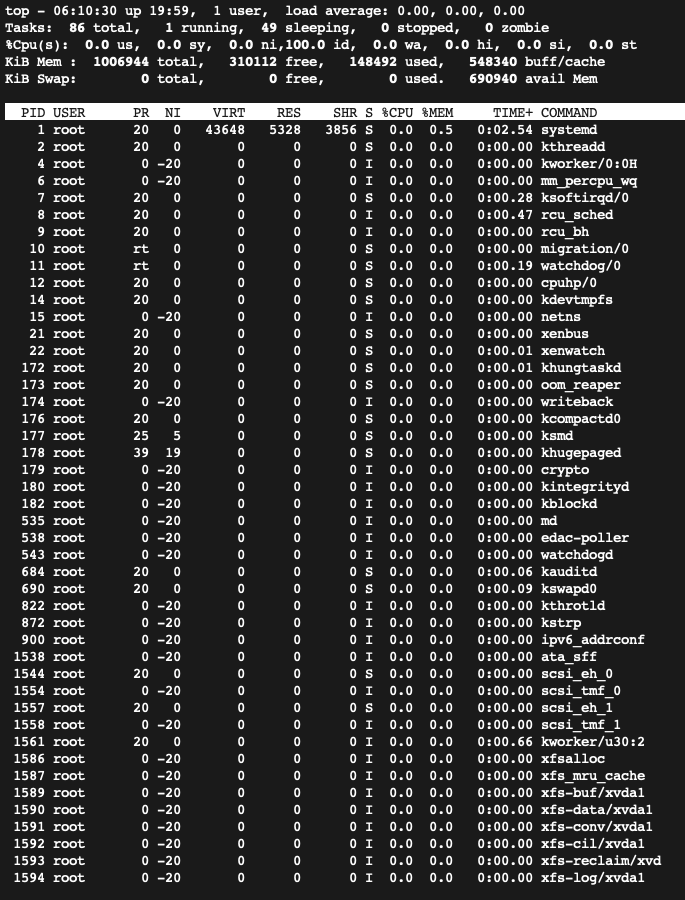 top - 06:10:30 up 19:59,  1 user,  load average: 0.00, 0.00, 0.00
Tasks:  86 total,   1 running,  49 sleeping,   0 stopped,   0 zombie
%Cpu(s):  0.0 us,  0.0 sy,  0.0 ni,100.0 id,  0.0 wa,  0.0 hi,  0.0 si,  0.0 st
KiB Mem :  1006944 total,   310112 free,   148492 used,   548340 buff/cache
KiB Swap:        0 total,        0 free,        0 used.   690940 avail Mem
PID USER PR NI VIRT RES SHR S %CPU %MEM TIME+ COMMAND
1 root 20 0 43648 5328 3856 S 0.0 0.5 0:02.54 systemd
2 root 20 0 0 0 0 S 0.0 0.0 0:00.00 kthreadd
4 root 0 -20 0 0 0 I 0.0 0.0 0:00.00 kworker/0:0H
6 root 0 -20 0 0 0 I 0.0 0.0 0:00.00 mm_percpu_wq
7 root 20 0 0 0 0 S 0.0 0.0 0:00.28 ksoftirqd/0
8 root 20 0 0 0 0 I 0.0 0.0 0:00.47 rcu_sched
9 root 20 0 0 0 0 I 0.0 0.0 0:00.00 rcu_bh
10 root rt 0 0 0 0 S 0.0 0.0 0:00.00 migration/0
11 root rt 0 0 0 0 S 0.0 0.0 0:00.19 watchdog/0
12 root 20 0 0 0 0 S 0.0 0.0 0:00.00 cpuhp/0
14 root 20 0 0 0 0 S 0.0 0.0 0:00.00 kdevtmpfs
15 root 0 -20 0 0 0 I 0.0 0.0 0:00.00 netns
21 root 20 0 0 0 0 S 0.0 0.0 0:00.00 xenbus
22 root 20 0 0 0 0 S 0.0 0.0 0:00.01 xenwatch
172 root 20 0 0 0 0 S 0.0 0.0 0:00.01 khungtaskd
173 root 20 0 0 0 0 S 0.0 0.0 0:00.00 oom_reaper
174 root 0 -20 0 0 0 I 0.0 0.0 0:00.00 writeback
176 root 20 0 0 0 0 S 0.0 0.0 0:00.00 kcompactd0
177 root 25 5 0 0 0 S 0.0 0.0 0:00.00 ksmd
178 root 39 19 0 0 0 S 0.0 0.0 0:00.00 khugepaged
179 root 0 -20 0 0 0 I 0.0 0.0 0:00.00 crypto
180 root 0 -20 0 0 0 I 0.0 0.0 0:00.00 kintegrityd
182 root 0 -20 0 0 0 I 0.0 0.0 0:00.00 kblockd
535 root 0 -20 0 0 0 I 0.0 0.0 0:00.00 md
538 root 0 -20 0 0 0 I 0.0 0.0 0:00.00 edac-poller
543 root 0 -20 0 0 0 I 0.0 0.0 0:00.00 watchdogd
684 root 20 0 0 0 0 S 0.0 0.0 0:00.06 kauditd
690 root 20 0 0 0 0 S 0.0 0.0 0:00.09 kswapd0
822 root 0 -20 0 0 0 I 0.0 0.0 0:00.00 kthrotld
872 root 0 -20 0 0 0 I 0.0 0.0 0:00.00 kstrp
900 root 0 -20 0 0 0 I 0.0 0.0 0:00.00 ipv6_addrconf
1538 root 0 -20 0 0 0 I 0.0 0.0 0:00.00 ata_sff
1544 root 20 0 0 0 0 S 0.0 0.0 0:00.00 scsi_eh_0
1554 root 0 -20 0 0 0 I 0.0 0.0 0:00.00 scsi_tmf_0
1557 root 20 0 0 0 0 S 0.0 0.0 0:00.00 scsi_eh_1
1558 root 0 -20 0 0 0 I 0.0 0.0 0:00.00 scsi_tmf_1
1561 root 20 0 0 0 0 I 0.0 0.0 0:00.66 kworker/u30:2
1586 root 0 -20 0 0 0 I 0.0 0.0 0:00.00 xfsalloc
1587 root 0 -20 0 0 0 I 0.0 0.0 0:00.00 xfs_mru_cache
1589 root 0 -20 0 0 0 I 0.0 0.0 0:00.00 xfs-buf/xvda1
1590 root 0 -20 0 0 0 I 0.0 0.0 0:00.00 xfs-data/xvda1
1591 root 0 -20 0 0 0 I 0.0 0.0 0:00.00 xfs-conv/xvda1
1592 root 0 -20 0 0 0 I 0.0 0.0 0:00.00 xfs-cil/xvda1
1593 root 0 -20 0 0 0 I 0.0 0.0 0:00.00 xfs-reclaim/xvd
1594 root 0 -20 0 0 0 I 0.0 0.0 0:00.00 xfs-log/xvda1